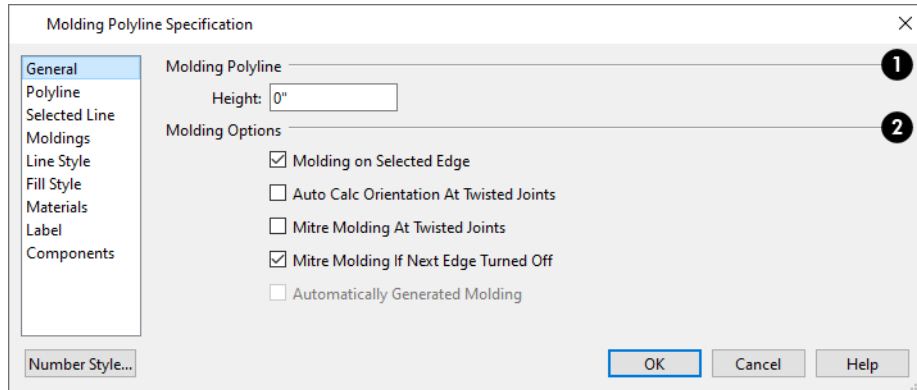 Molding Polyline Specification
General
Polyline
Selected Line
Moldings
Line Style
Fill Style
Materials
Label
Components
Molding Polyline
1
Height: 0"
Molding Options
2
Molding on Selected Edge
Auto Calc Orientation At Twisted Joints
Mitre Molding At Twisted Joints
Mitre Molding If Next Edge Turned Off
Automatically Generated Molding
Number Style...
OK
Cancel
Help